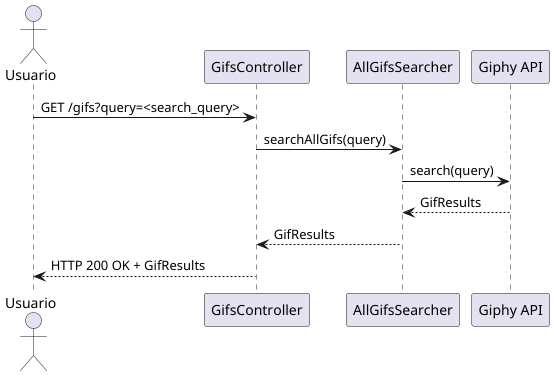 Usuario
GifsController
AllGifsSearcher
Giphy API
GET /gifs?query=<search_query>
searchAllGifs(query)
search(query)
GifResults
GifResults
HTTP 200 OK + GifResults
Usuario
GifsController
AllGifsSearcher
Giphy API